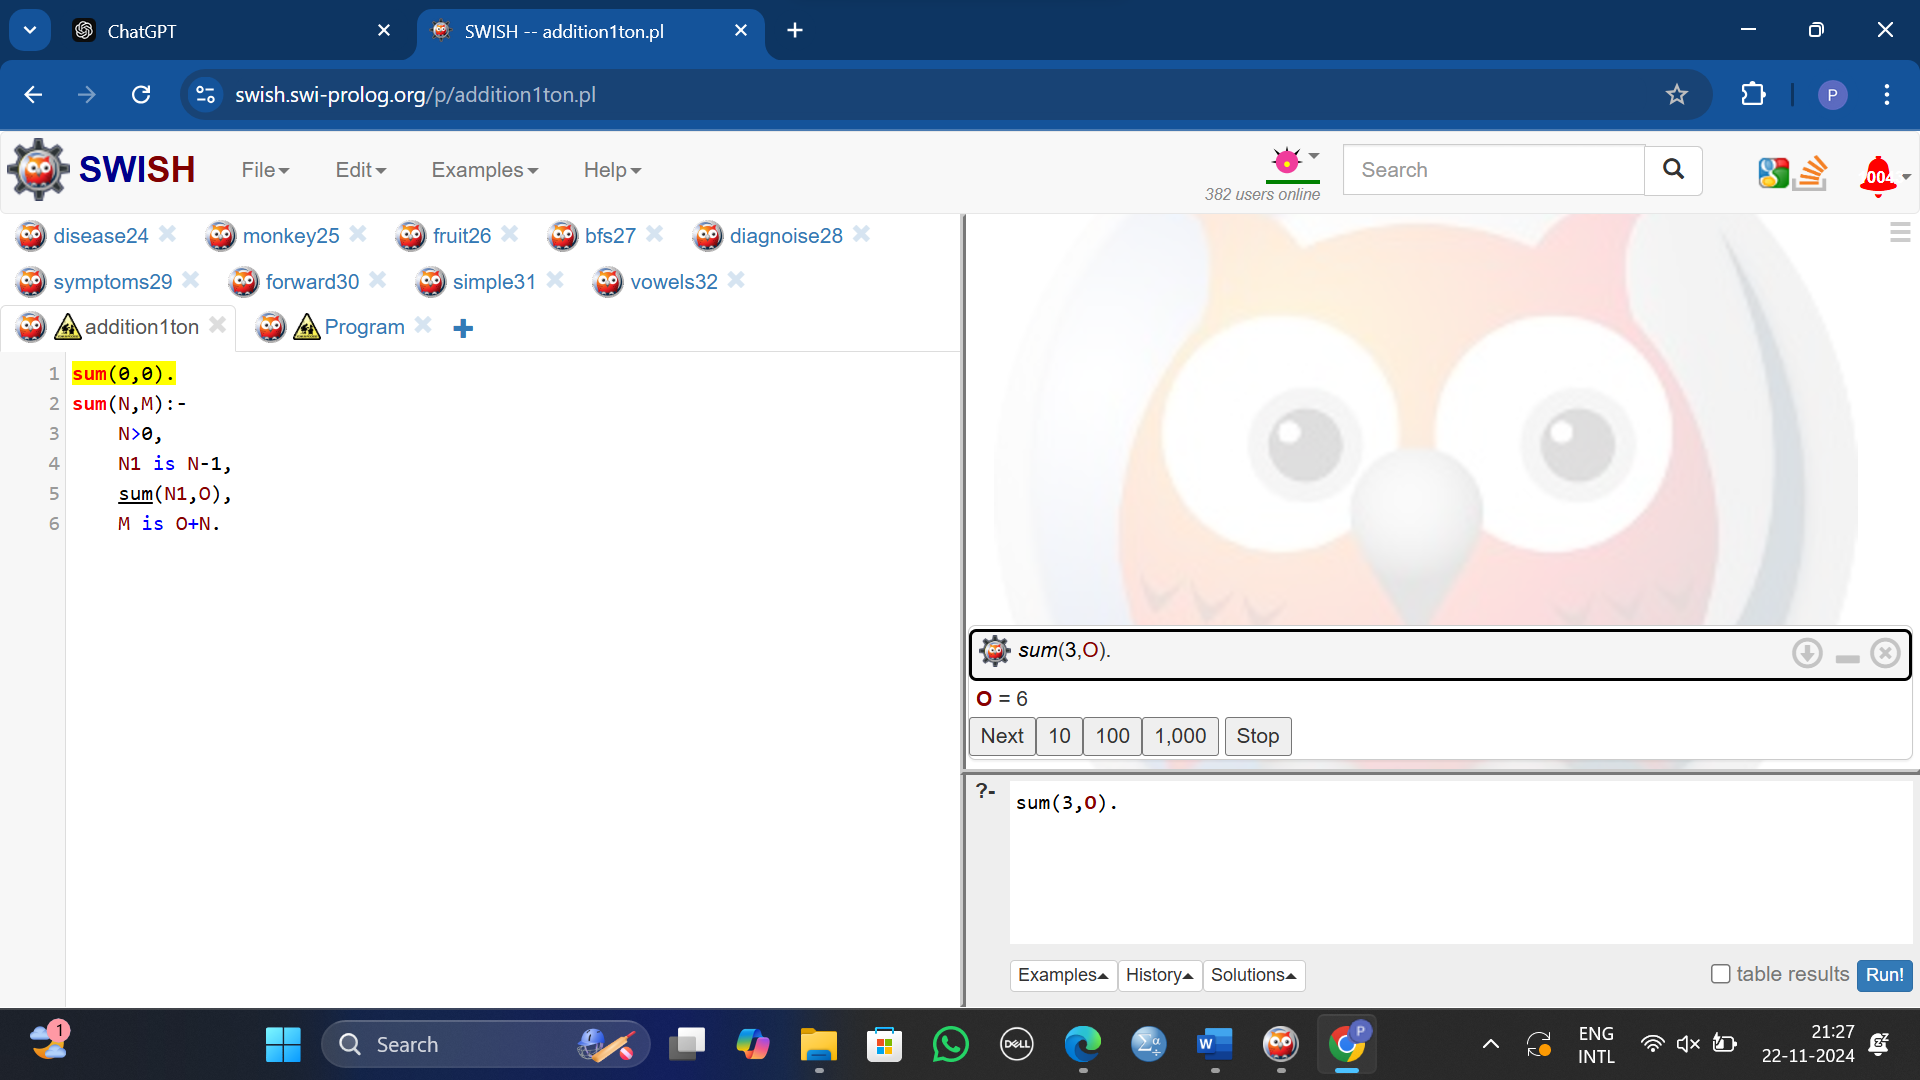 ChatGPT
SWISH -- addition1ton.pl
swish.swi-prolog.org/p/addition1ton.pl
P
SWISH
File
Edit
Examples
Help
382 users online
Search
disease24
monkey25
fruit26
bfs27
diagnoise28
symptoms29
forward30
simple31
vowels32
addition1ton
Program
1 sum(0,0).
2 sum(N,M):-
3 N>0,
4 N1 is N-1,
5 sum(N1,O),
6 M is O+N.
sum(3,O).
O = 6
Next 10 100 1,000 Stop
?- sum(3,O).
Examples History Solutions
table results Run!
1
Search
DELL
W
P
ENG
INTL
21:27
22-11-2024